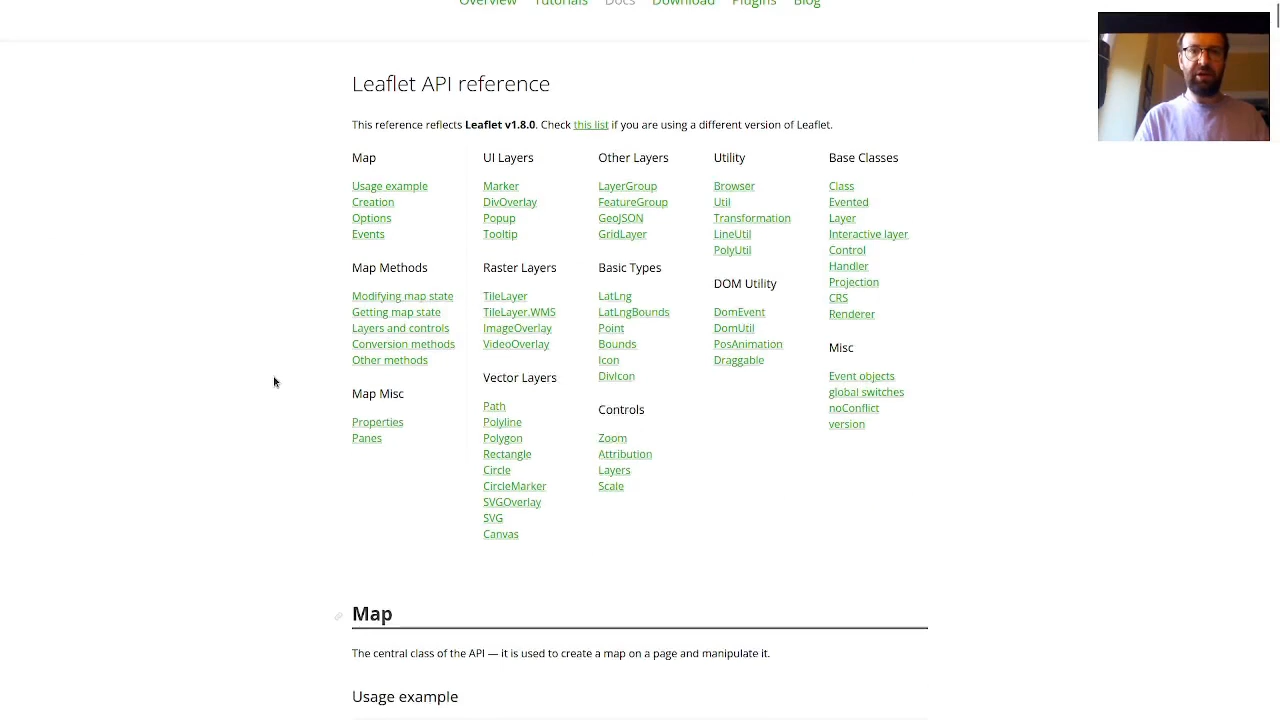 Overview Tutorials Docs Download Plugins Blog
Leaflet API reference
This reference reflects Leaflet v1.8.0. Check this list if you are using a different version of Leaflet.
Map
Usage example
Creation
Options
Events
Map Methods
Modifying map state
Getting map state
Layers and controls
Conversion methods
Other methods
Map Misc
Properties
Panes
UI Layers
Marker
DivOverlay
Popup
Tooltip
Raster Layers
TileLayer
TileLayer.WMS
ImageOverlay
VideoOverlay
Vector Layers
Path
Polyline
Polygon
Rectangle
Circle
CircleMarker
SVGOverlay
SVG
Canvas
Other Layers
LayerGroup
FeatureGroup
GeoJSON
GridLayer
Basic Types
LatLng
LatLngBounds
Point
Bounds
Icon
DivIcon
Controls
Zoom
Attribution
Layers
Scale
Utility
Browser
Util
Transformation
LineUtil
PolyUtil
DOM Utility
DomEvent
DomUtil
PosAnimation
Draggable
Base Classes
Class
Evented
Layer
Interactive layer
Control
Handler
Projection
CRS
Renderer
Misc
Event objects
global switches
noConflict
version
Map
The central class of the API — it is used to create a map on a page and manipulate it.
Usage example